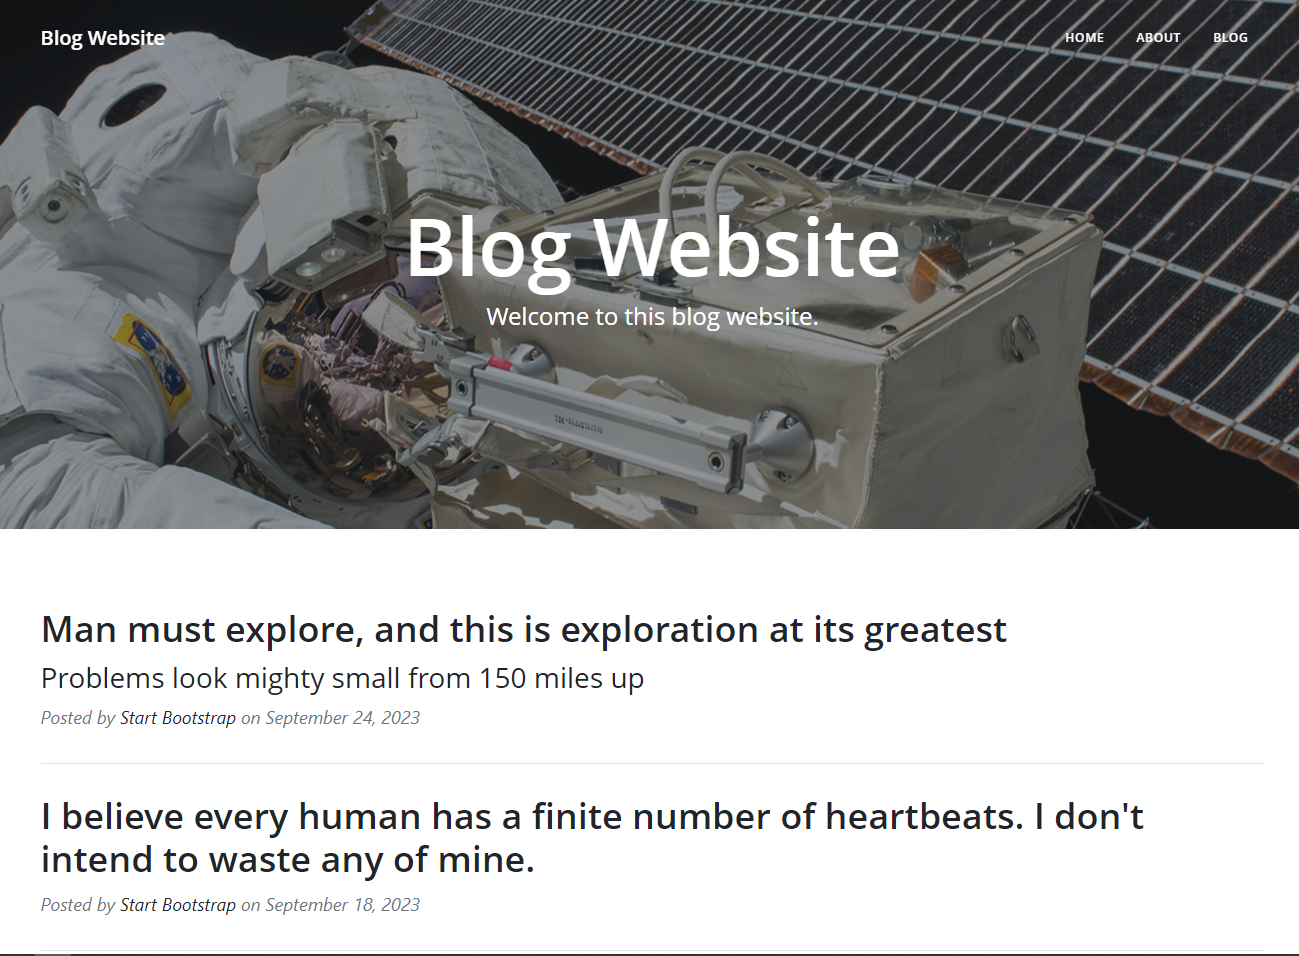 Blog Website
HOME ABOUT BLOG
Blog Website
Welcome to this blog website.
Man must explore, and this is exploration at its greatest
Problems look mighty small from 150 miles up
Posted by Start Bootstrap on September 24, 2023
I believe every human has a finite number of heartbeats. I don't
intend to waste any of mine.
Posted by Start Bootstrap on September 18, 2023